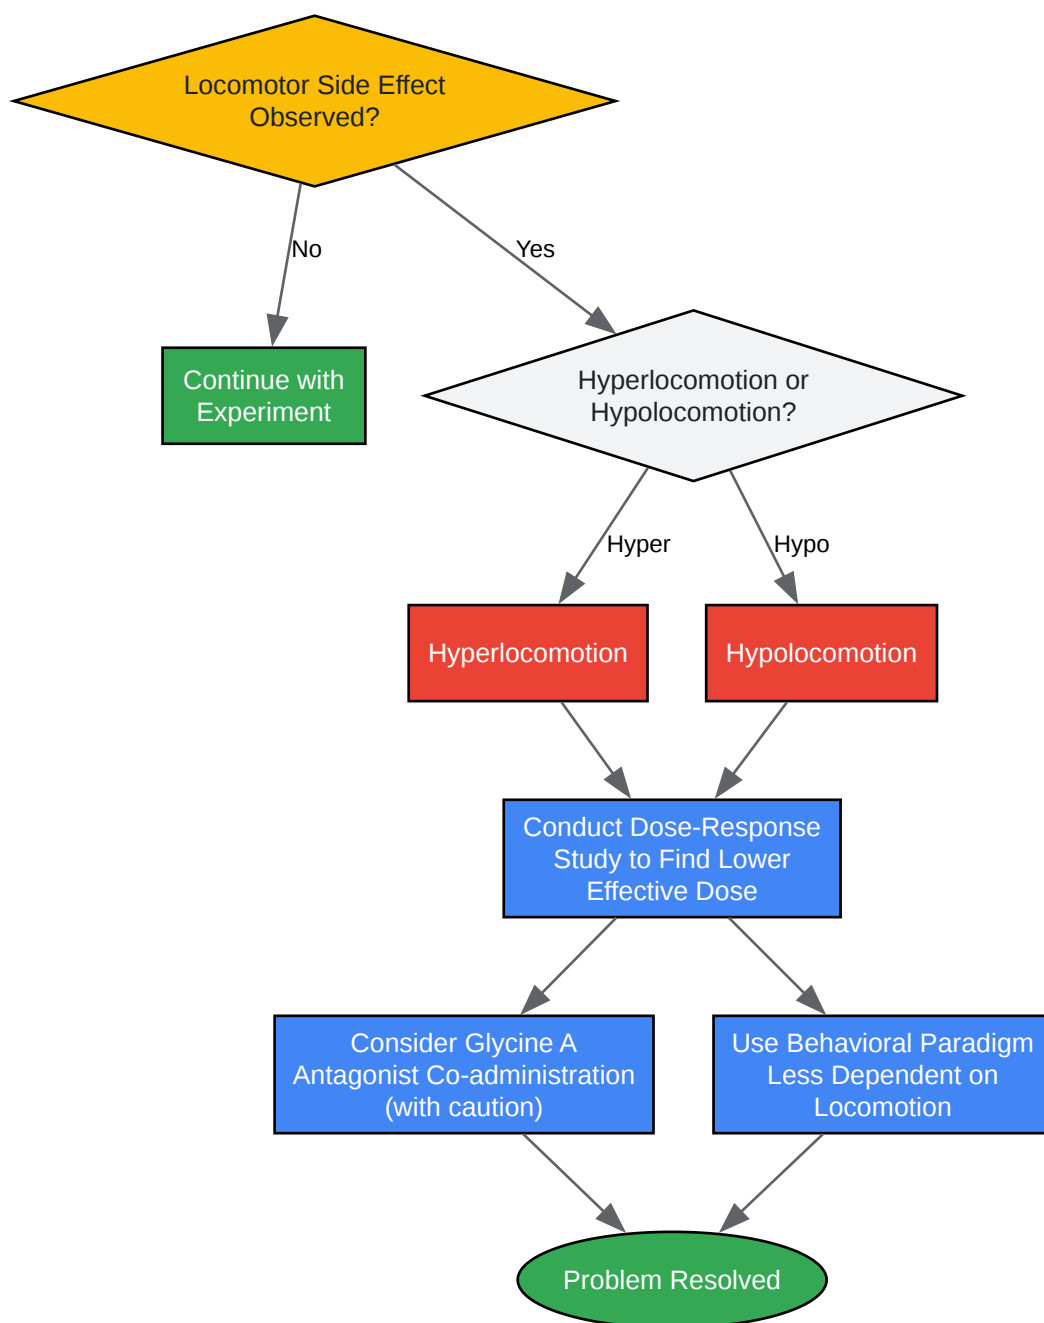 Locomotor Side Effect
Observed?
No
Yes
Continue with
Experiment
Hyperlocomotion or
Hypolocomotion?
Hyper
Hypo
Hyperlocomotion
Hypolocomotion
Conduct Dose-Response
Study to Find Lower
Effective Dose
Consider Glycine A
Antagonist Co-administration
(with caution)
Use Behavioral Paradigm
Less Dependent on
Locomotion
Problem Resolved